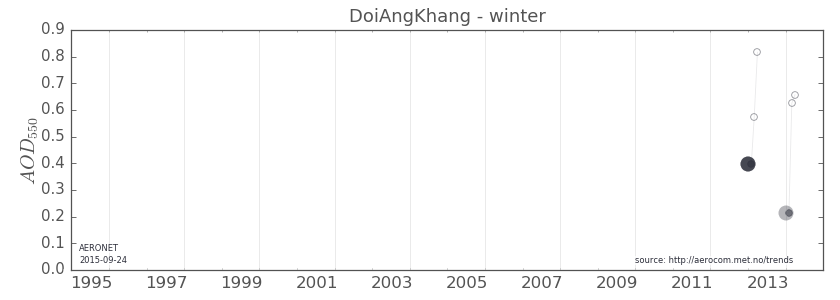 DoiAngKhang - winter
0.9
0.8
0.7
0.6
0.5
0.4
0.3
0.2
0.1
0.0
AOD550
AERONET
2015-09-24
source: http://aerocom.met.no/trends
1995 1997 1999 2001 2003 2005 2007 2009 2011 2013